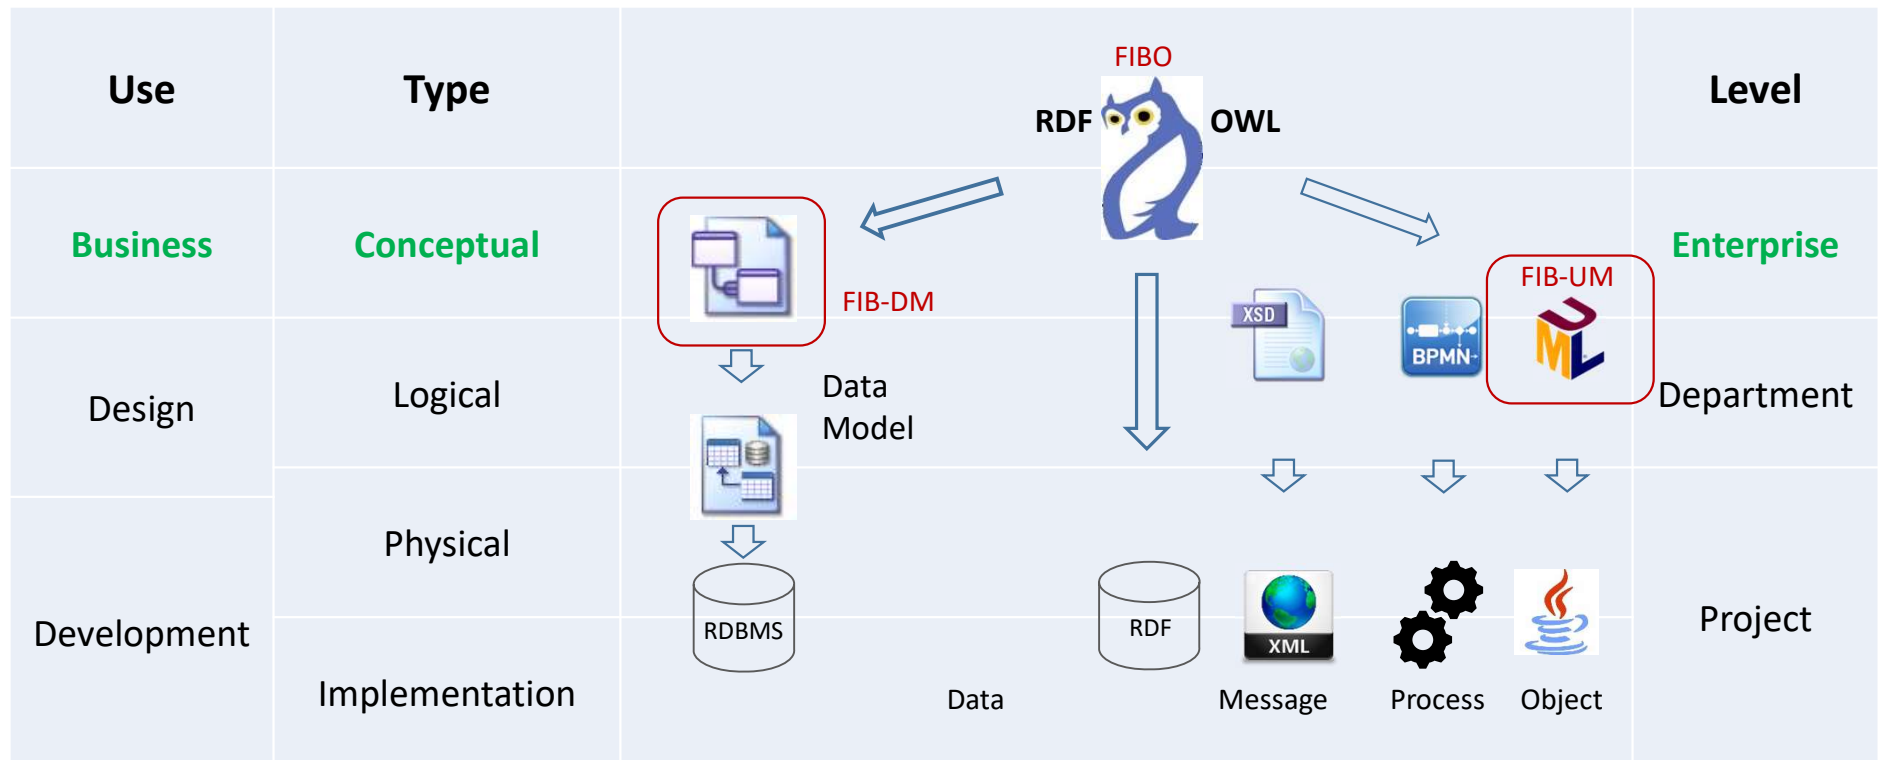 Use
Type
FIBO
RDF
OWL
Level
Business
Conceptual
FIB-DM
XSD
BPMN
FIB-UM
UML
Enterprise
Design
Logical
Data
Model
Department
Physical
Development
RDBMS
RDF
XML
Project
Implementation
Data
Message
Process
Object